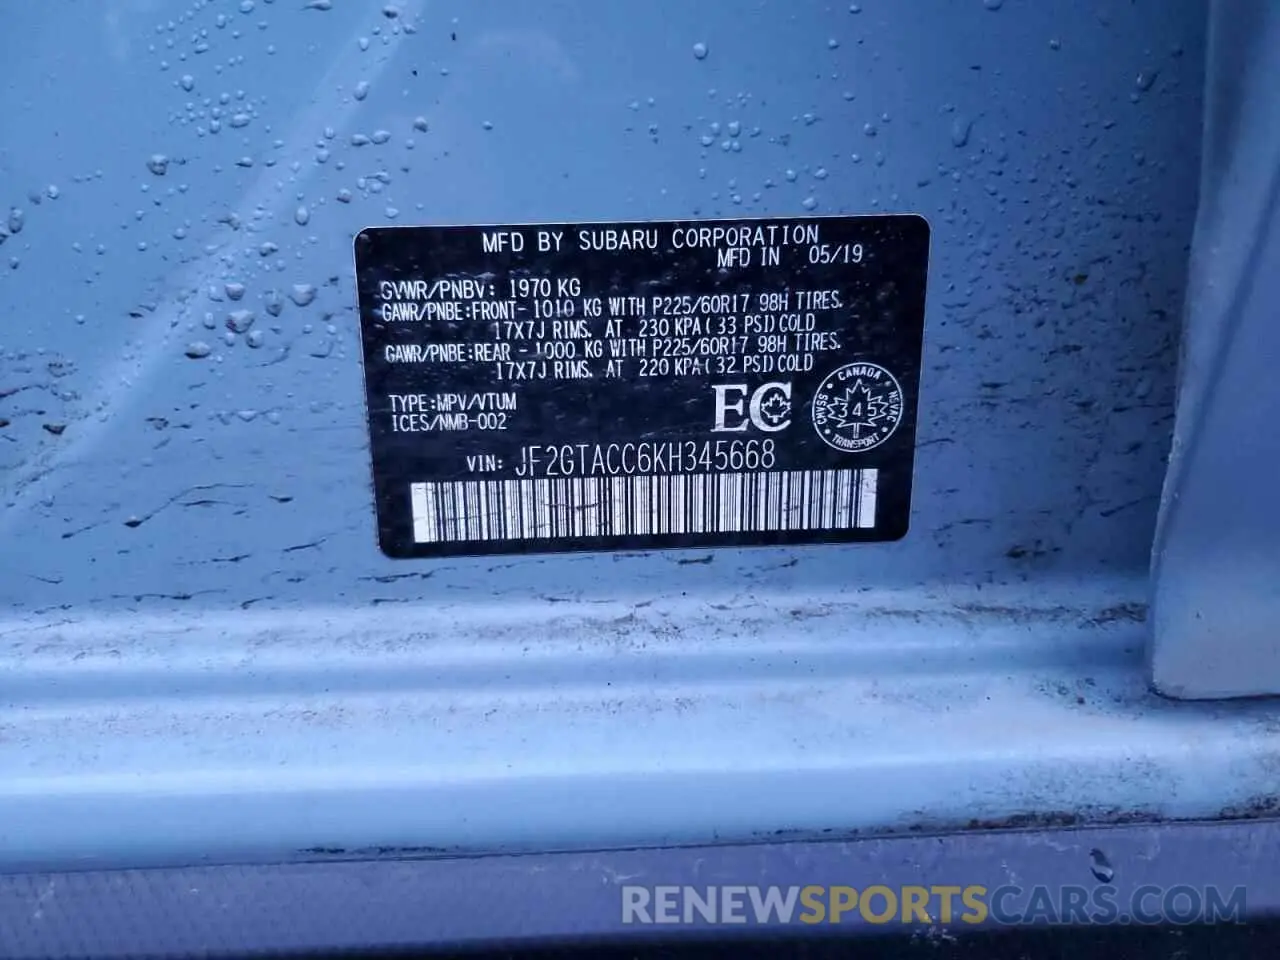 MFD BY SUBARU CORPORATION
MFD IN 05/19
GVWR/PNBV: 1970 KG
GAWR/PNBE:FRONT- 1010 KG WITH P225/60R17 98H TIRES.
17X7J RIMS. AT 230 KPA( 33 PSI)COLD
GAWR/PNBE:REAR - 1000 KG WITH P225/60R17 98H TIRES.
17X7J RIMS. AT 220 KPA( 32 PSI)COLD
TYPE:MPV/VTUM
ICES/NMB-002
EC
CANADA
CMVSS 345 NSVAC
TRANSPORT
VIN: JF2GTACC6KH345668
RENEWSPORTSCARS.COM